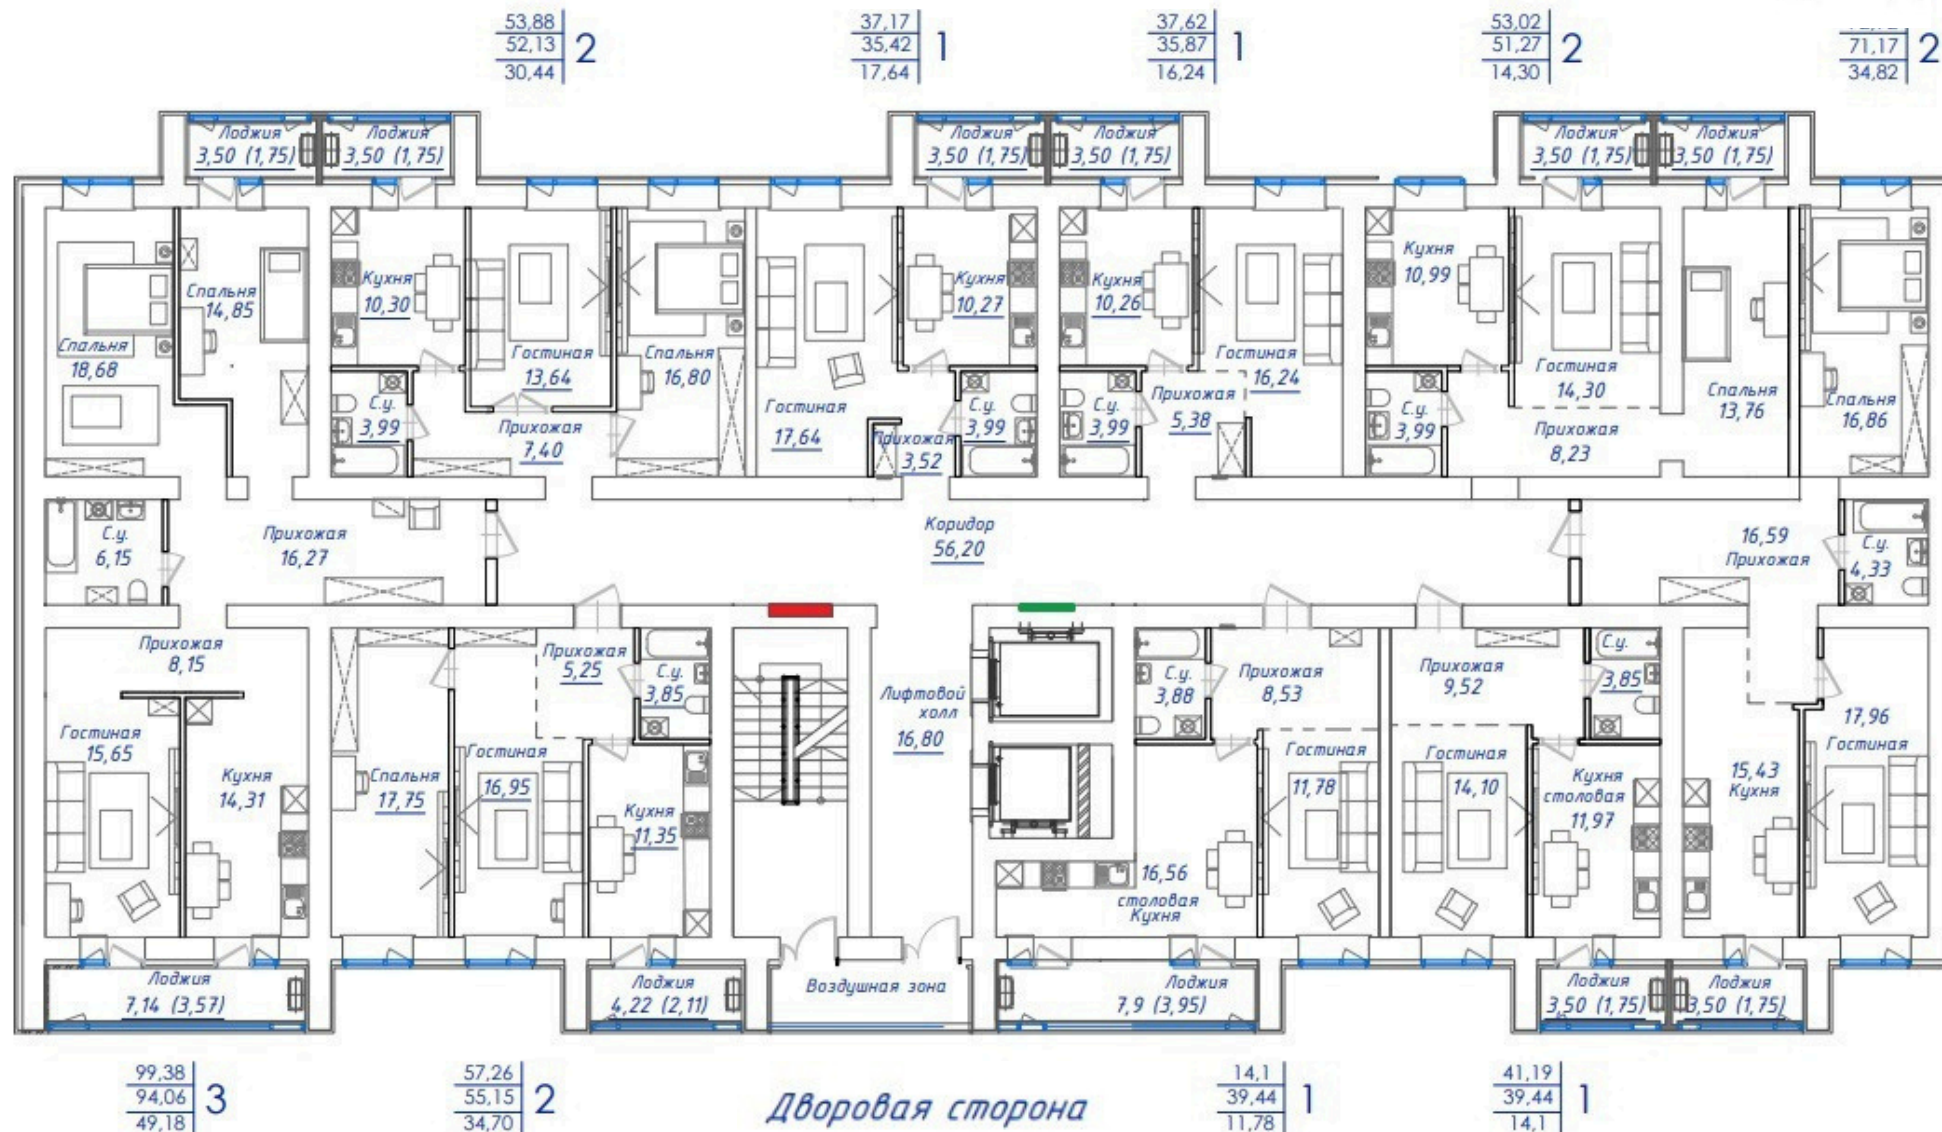 53,88
52,13
30,44
2
37,17
35,42
17,64
1
37,62
35,87
16,24
1
53,02
51,27
14,30
2
71,17
34,82
2
Лоджия
3,50 (1,75)
Лоджия
3,50 (1,75)
Лоджия
3,50 (1,75)
Лоджия
3,50 (1,75)
Лоджия
3,50 (1,75)
Лоджия
3,50 (1,75)
Спальня
18,68
Спальня
14,85
Кухня
10,30
Гостиная
13,64
Спальня
16,80
Гостиная
17,64
Кухня
10,27
Кухня
10,26
Гостиная
16,24
Кухня
10,99
Гостиная
14,30
Спальня
13,76
Спальня
16,86
С.у.
3,99
Прихожая
7,40
Прихожая
3,52
С.у.
3,99
С.у.
3,99
Прихожая
5,38
С.у.
3,99
Прихожая
8,23
С.у.
6,15
Прихожая
16,27
Коридор
56,20
16,59
Прихожая
С.у.
4,33
Прихожая
8,15
Гостиная
15,65
Кухня
14,31
Спальня
17,75
Прихожая
5,25
С.у.
3,85
Гостиная
16,95
Кухня
11,35
Лифтовой
холл
16,80
С.у.
3,88
Прихожая
8,53
Гостиная
11,78
16,56
столовая
Кухня
Прихожая
9,52
С.у.
3,85
Гостиная
14,10
Кухня
столовая
11,97
15,43
Кухня
17,96
Гостиная
Лоджия
7,14 (3,57)
Лоджия
4,22 (2,11)
Воздушная зона
Лоджия
7,9 (3,95)
Лоджия
3,50 (1,75)
Лоджия
3,50 (1,75)
99,38
94,06
49,18
3
57,26
55,15
34,70
2
Дворовая сторона
14,1
39,44
11,78
1
41,19
39,44
14,1
1